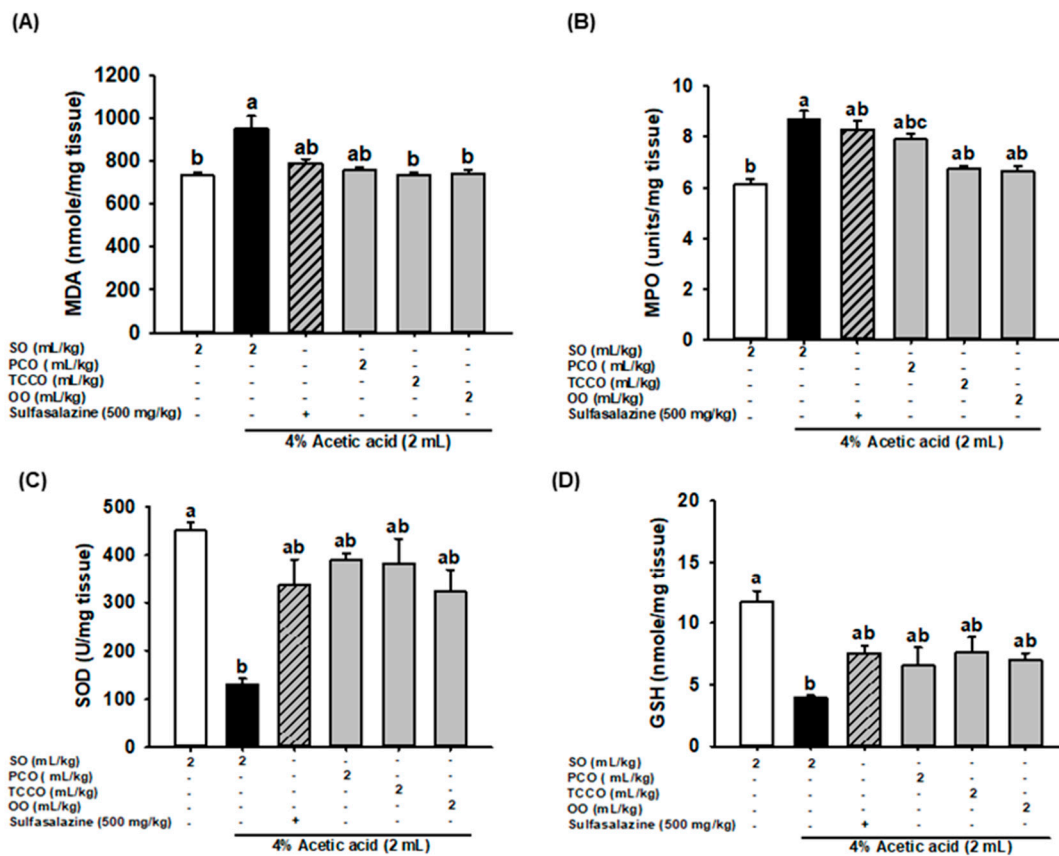 (A)
MDA (nmole/mg tissue)
1200
1000
800
600
400
200
0
b a ab ab b b
SO (mL/kg) 2 2 - - - -
PCO ( mL/kg) - - - 2 - -
TCCO (mL/kg) - - - - 2 -
OO (mL/kg) - - - - - 2
Sulfasalazine (500 mg/kg) - - + - - -
4% Acetic acid (2 mL)
(B)
MPO (units/mg tissue)
10
8
6
4
2
0
b a ab abc ab ab
SO (mL/kg) 2 2 - - - -
PCO ( mL/kg) - - - 2 - -
TCCO (mL/kg) - - - - 2 -
OO (mL/kg) - - - - - 2
Sulfasalazine (500 mg/kg) - - + - - -
4% Acetic acid (2 mL)
(C)
SOD (U/mg tissue)
500
400
300
200
100
0
a b ab ab ab ab
SO (mL/kg) 2 2 - - - -
PCO ( mL/kg) - - - 2 - -
TCCO (mL/kg) - - - - 2 -
OO (mL/kg) - - - - - 2
Sulfasalazine (500 mg/kg) - - + - - -
4% Acetic acid (2 mL)
(D)
GSH (nmole/mg tissue)
20
15
10
5
0
a b ab ab ab ab
SO (mL/kg) 2 2 - - - -
PCO ( mL/kg) - - - 2 - -
TCCO (mL/kg) - - - - 2 -
OO (mL/kg) - - - - - 2
Sulfasalazine (500 mg/kg) - - + - - -
4% Acetic acid (2 mL)